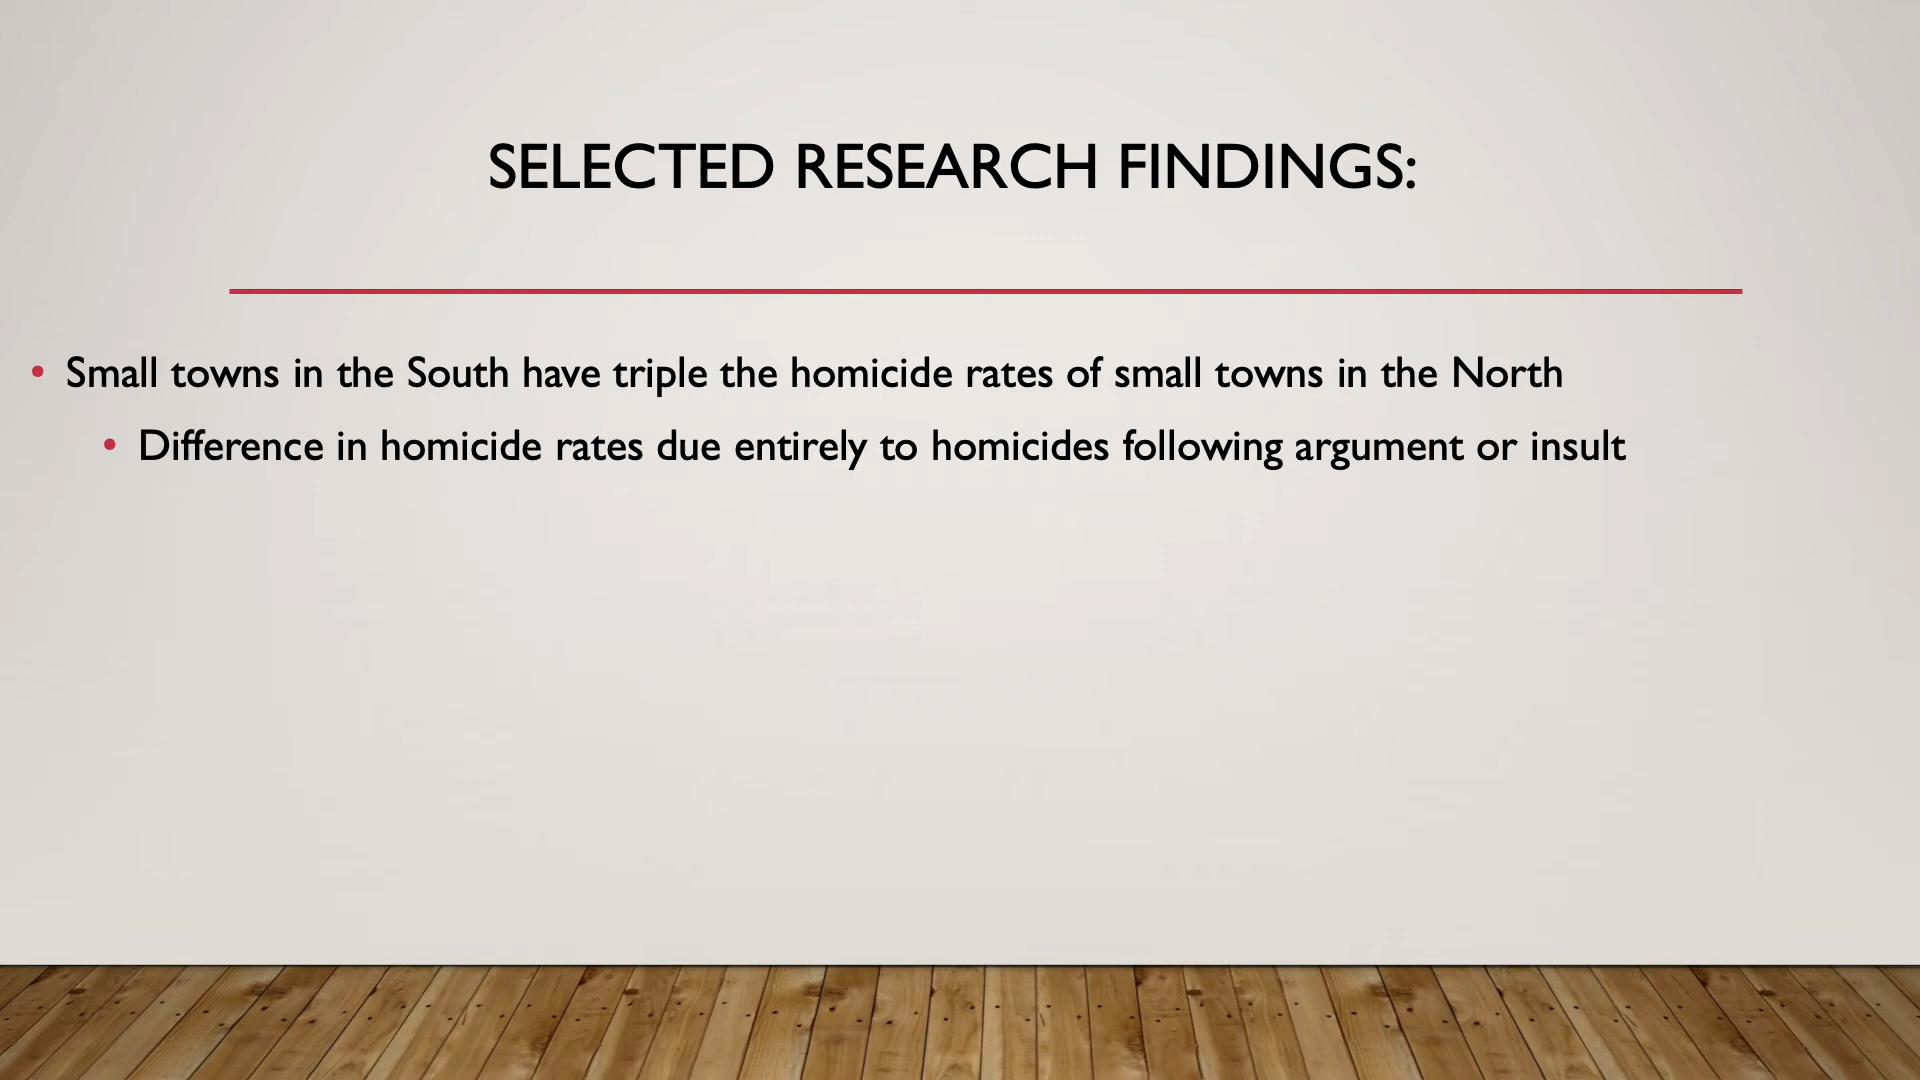 SELECTED RESEARCH FINDINGS:
• Small towns in the South have triple the homicide rates of small towns in the North
• Difference in homicide rates due entirely to homicides following argument or insult